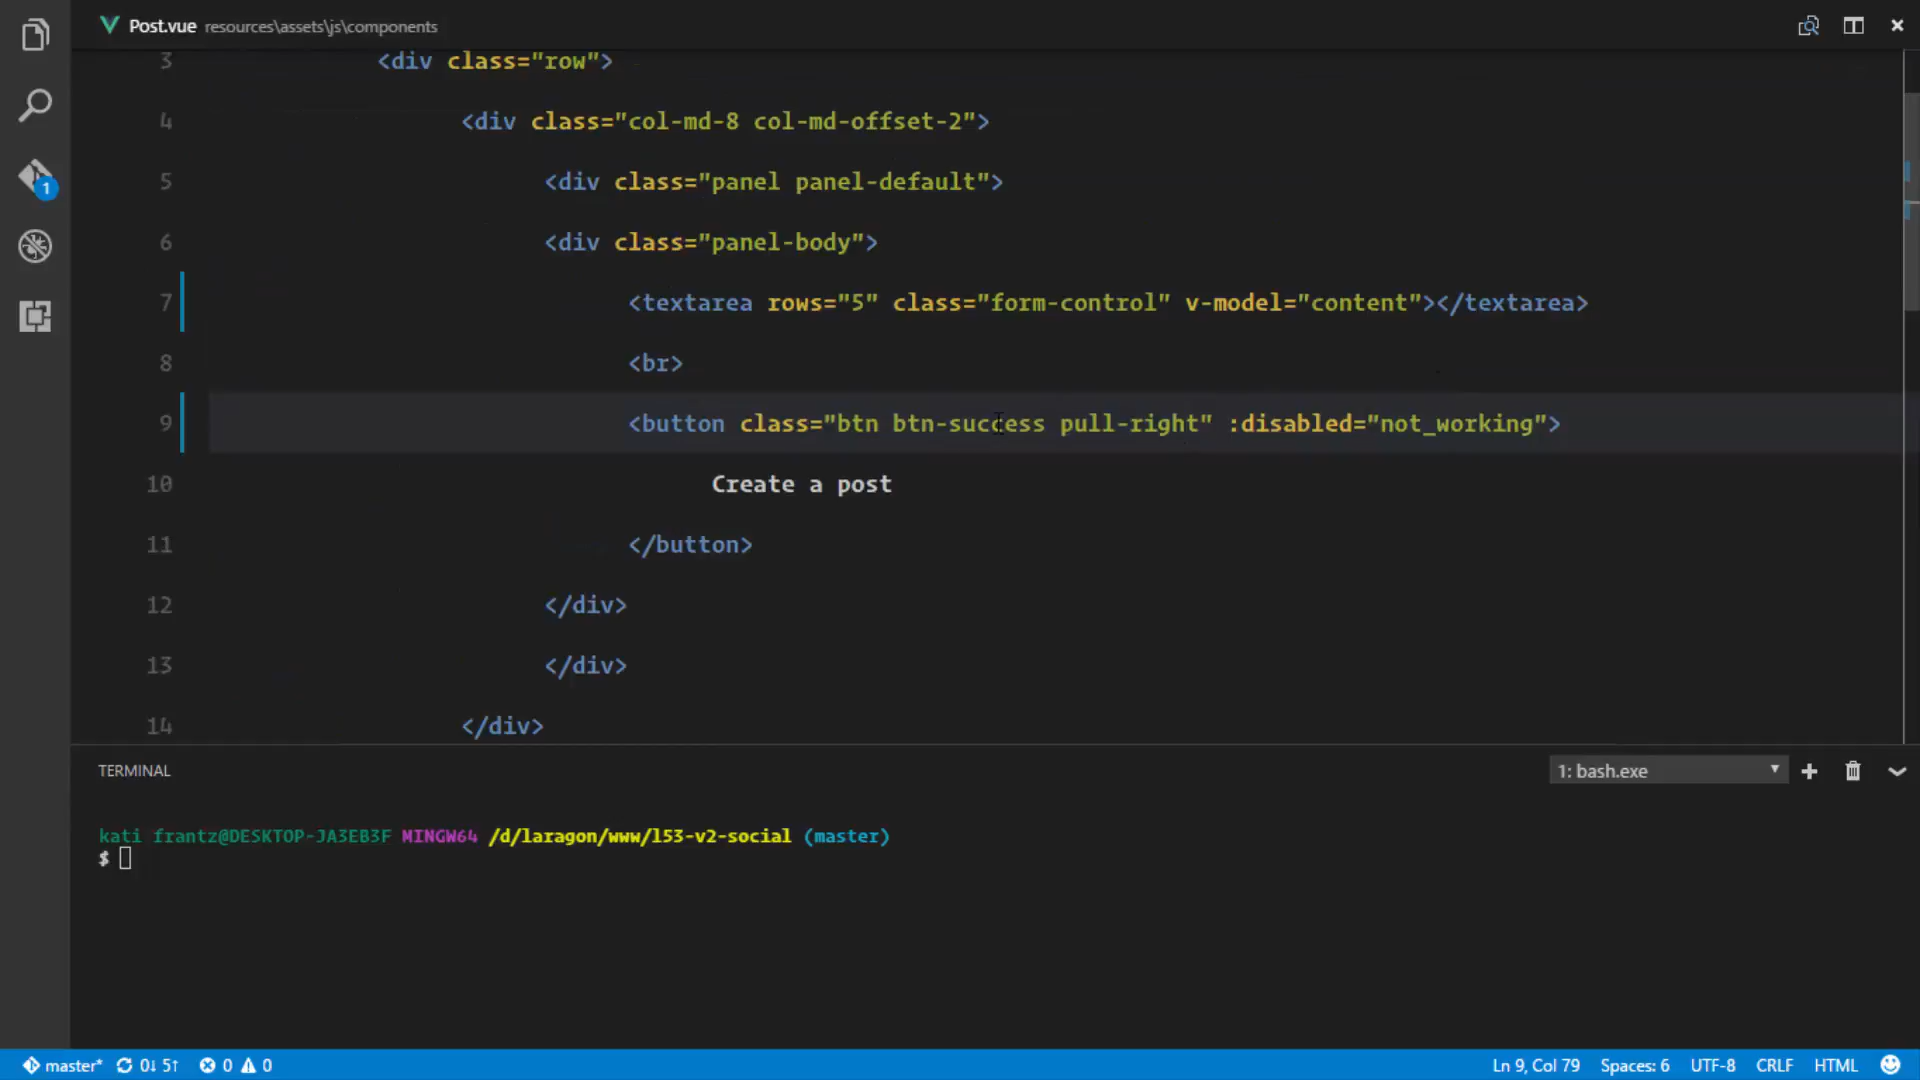 Post.vue resources\assets\js\components
3 <div class="row">
4 <div class="col-md-8 col-md-offset-2">
5 <div class="panel panel-default">
6 <div class="panel-body">
7 <textarea rows="5" class="form-control" v-model="content"></textarea>
8 <br>
9 <button class="btn btn-success pull-right" :disabled="not_working">
10 Create a post
11 </button>
12 </div>
13 </div>
14 </div>
1
TERMINAL
1: bash.exe
kati frantz@DESKTOP-JA3EB3F MINGW64 /d/laragon/www/l53-v2-social (master)
$
master* 0↓ 5↑ 0 0 Ln 9, Col 79 Spaces: 6 UTF-8 CRLF HTML